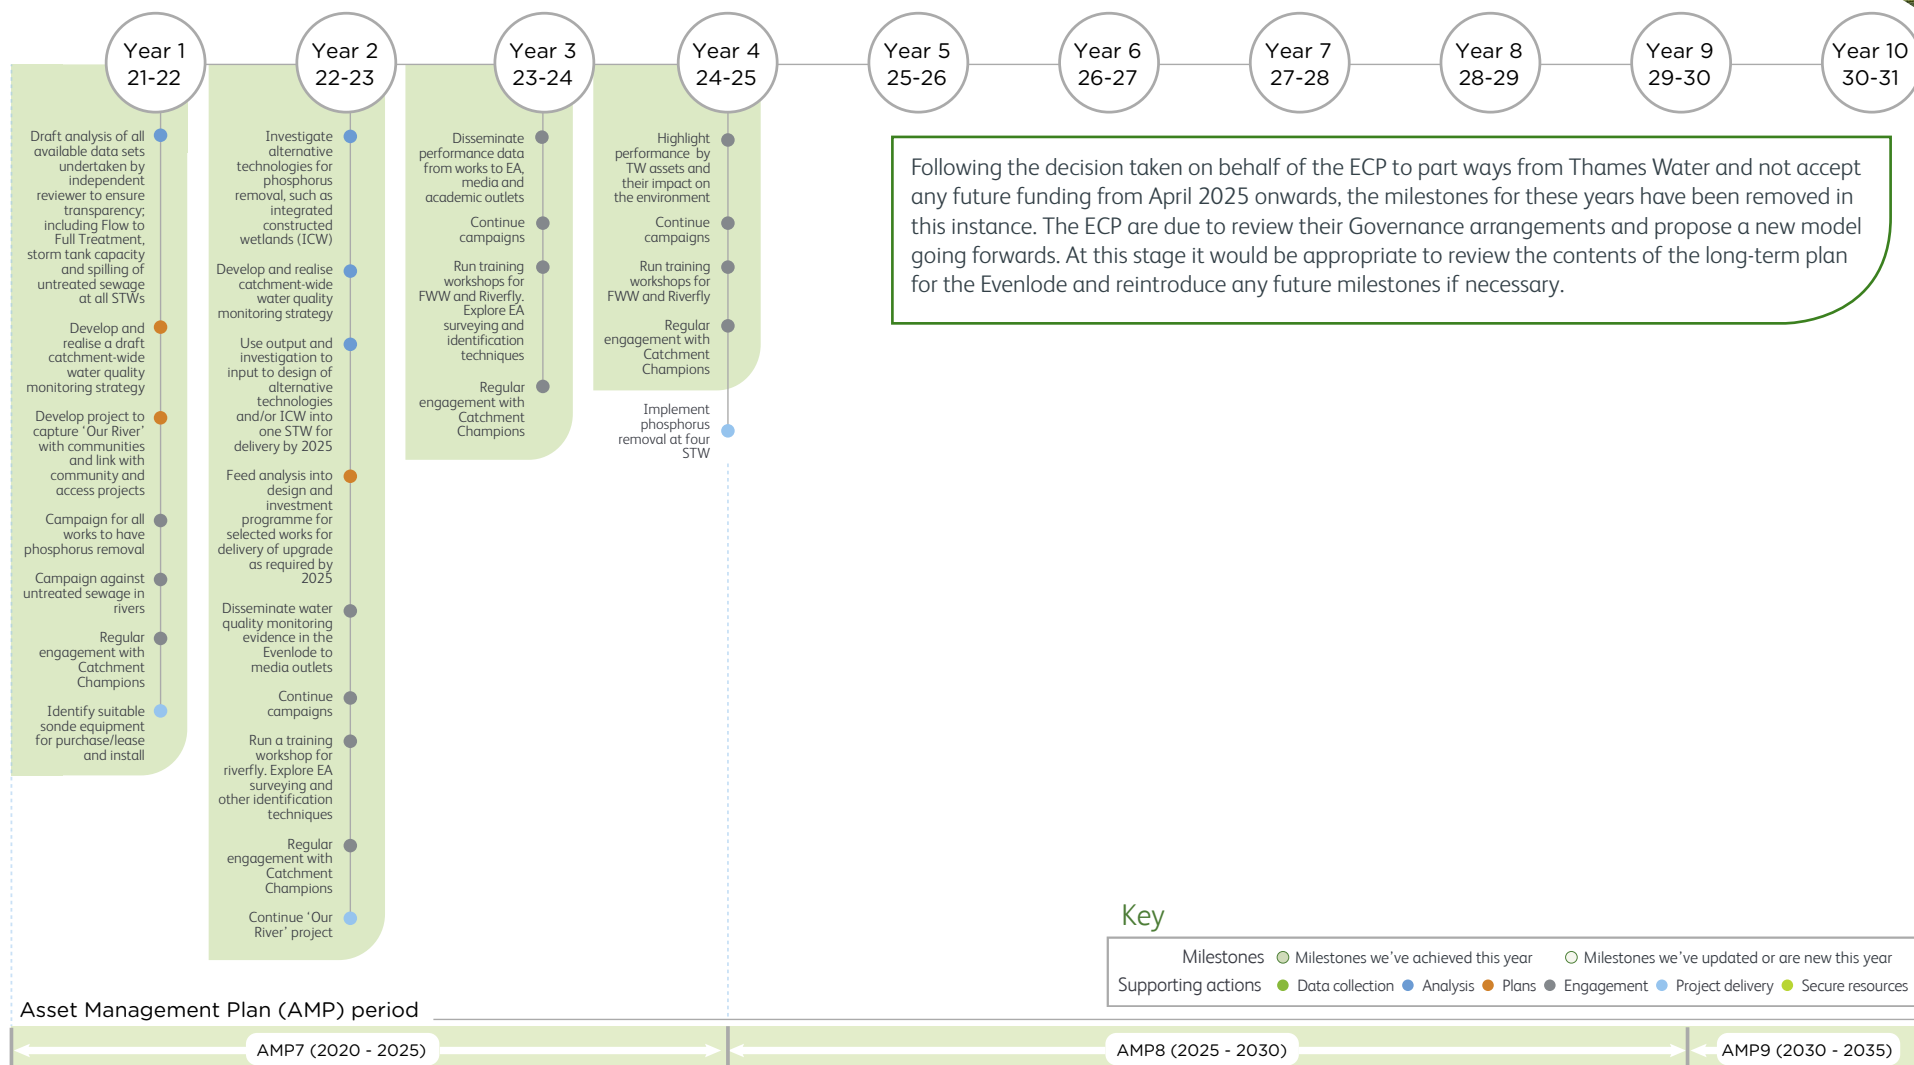 Year 1
21-22
Year 2
22-23
Year 3
23-24
Year 4
24-25
Year 5
25-26
Year 6
26-27
Year 7
27-28
Year 8
28-29
Year 9
29-30
Year 10
30-31
Draft analysis of all
available data sets
undertaken by
independent
reviewer to ensure
transparency;
including Flow to
Full Treatment,
storm tank capacity
and spilling of
untreated sewage
at all STWs
Develop and
realise a draft
catchment-wide
water quality
monitoring strategy
Develop project to
capture ‘Our River’
with communities
and link with
community and
access projects
Campaign for all
works to have
phosphorus removal
Campaign against
untreated sewage in
rivers
Regular
engagement with
Catchment
Champions
Identify suitable
sonde equipment
for purchase/lease
and install
Investigate
alternative
technologies for
phosphorus
removal, such as
integrated
constructed
wetlands (ICW)
Develop and realise
catchment-wide
water quality
monitoring strategy
Use output and
investigation to
input to design of
alternative
technologies
and/or ICW into
one STW for
delivery by 2025
Feed analysis into
design and
investment
programme for
selected works for
delivery of upgrade
as required by
2025
Disseminate water
quality monitoring
evidence in the
Evenlode to
media outlets
Continue
campaigns
Run a training
workshop for
riverfly. Explore EA
surveying and
other identification
techniques
Regular
engagement with
Catchment
Champions
Continue ‘Our
River’ project
Disseminate
performance data
from works to EA,
media and
academic outlets
Continue
campaigns
Run training
workshops for
FWW and Riverfly.
Explore EA
surveying and
identification
techniques
Regular
engagement with
Catchment
Champions
Highlight
performance by
TW assets and
their impact on
the environment
Continue
campaigns
Run training
workshops for
FWW and Riverfly
Regular
engagement with
Catchment
Champions
Implement
phosphorus
removal at four
STW
Following the decision taken on behalf of the ECP to part ways from Thames Water and not accept
any future funding from April 2025 onwards, the milestones for these years have been removed in
this instance. The ECP are due to review their Governance arrangements and propose a new model
going forwards. At this stage it would be appropriate to review the contents of the long-term plan
for the Evenlode and reintroduce any future milestones if necessary.
Key
Milestones Milestones we’ve achieved this year Milestones we’ve updated or are new this year
Supporting actions Data collection Analysis Plans Engagement Project delivery Secure resources
Asset Management Plan (AMP) period
AMP7 (2020 - 2025) AMP8 (2025 - 2030) AMP9 (2030 - 2035)